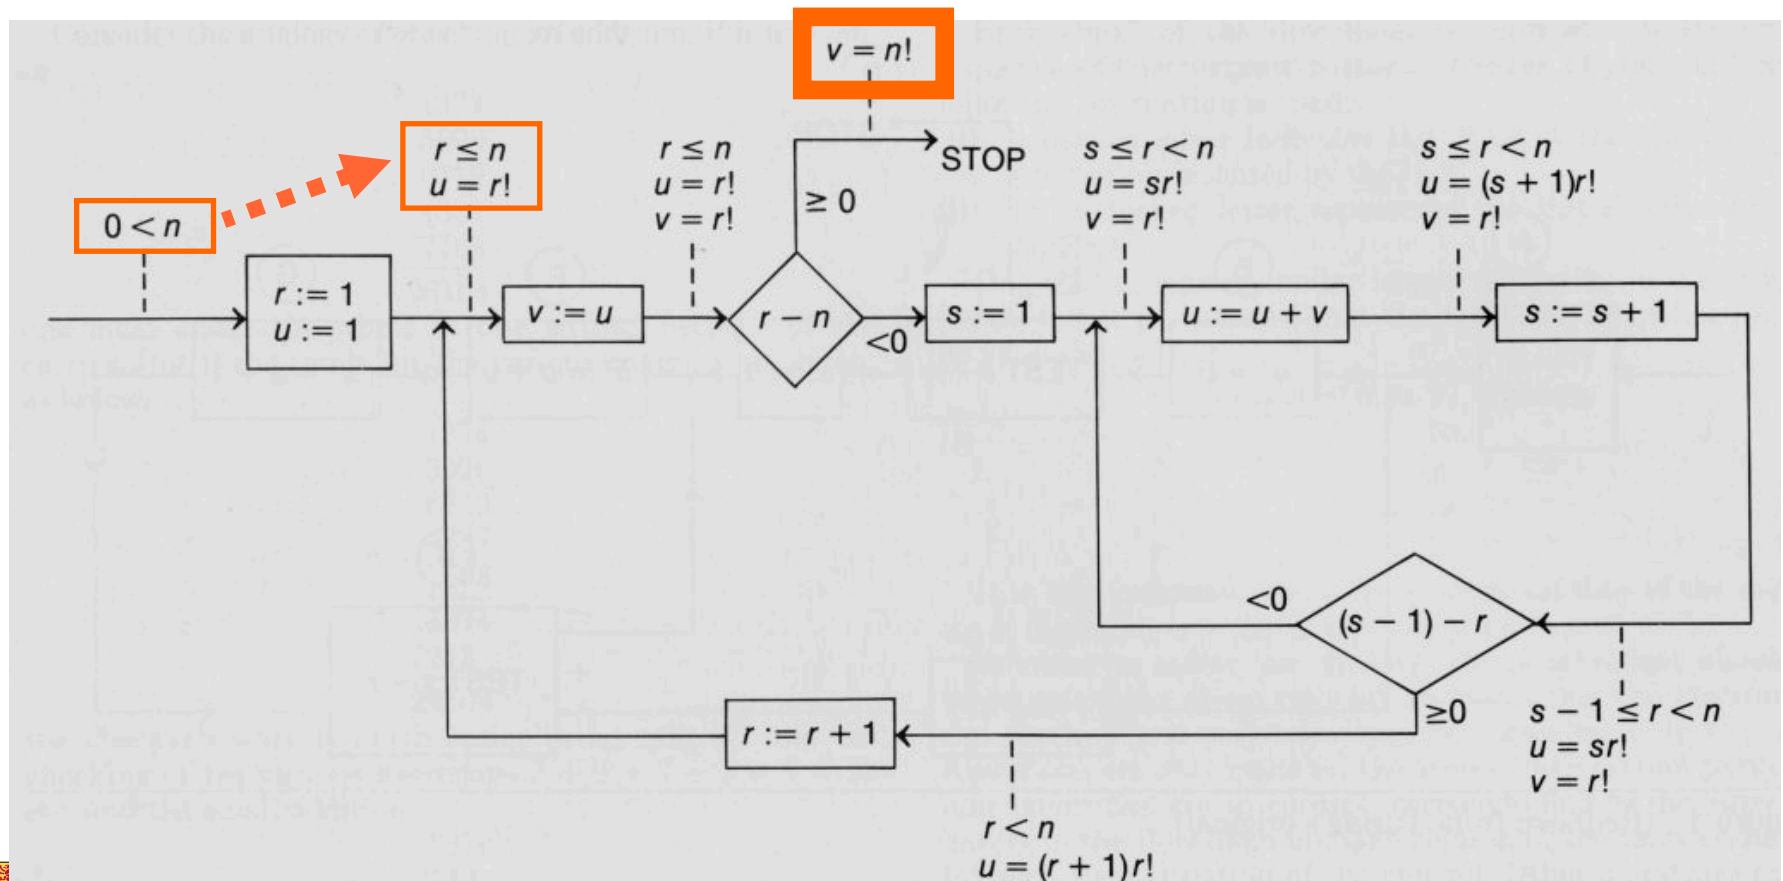 v = n!
r ≤ n
u = r!
0 < n
r ≤ n
u = r!
v = r!
STOP
≥ 0
s ≤ r < n
u = sr!
v = r!
s ≤ r < n
u = (s + 1)r!
v = r!
r := 1
u := 1
v := u
r − n
<0
s := 1
u := u + v
s := s + 1
<0
(s − 1) − r
≥0
s − 1 ≤ r < n
u = sr!
v = r!
r := r + 1
r < n
u = (r + 1)r!